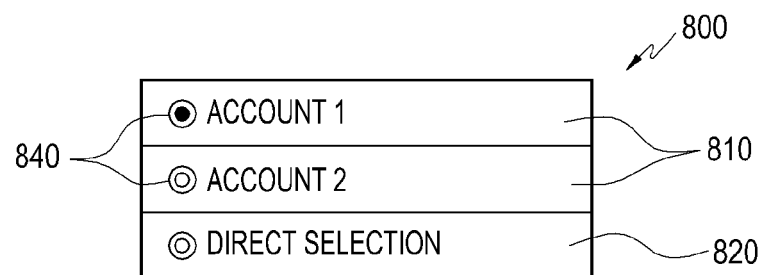 800
ACCOUNT 1
840
810
ACCOUNT 2
DIRECT SELECTION
820